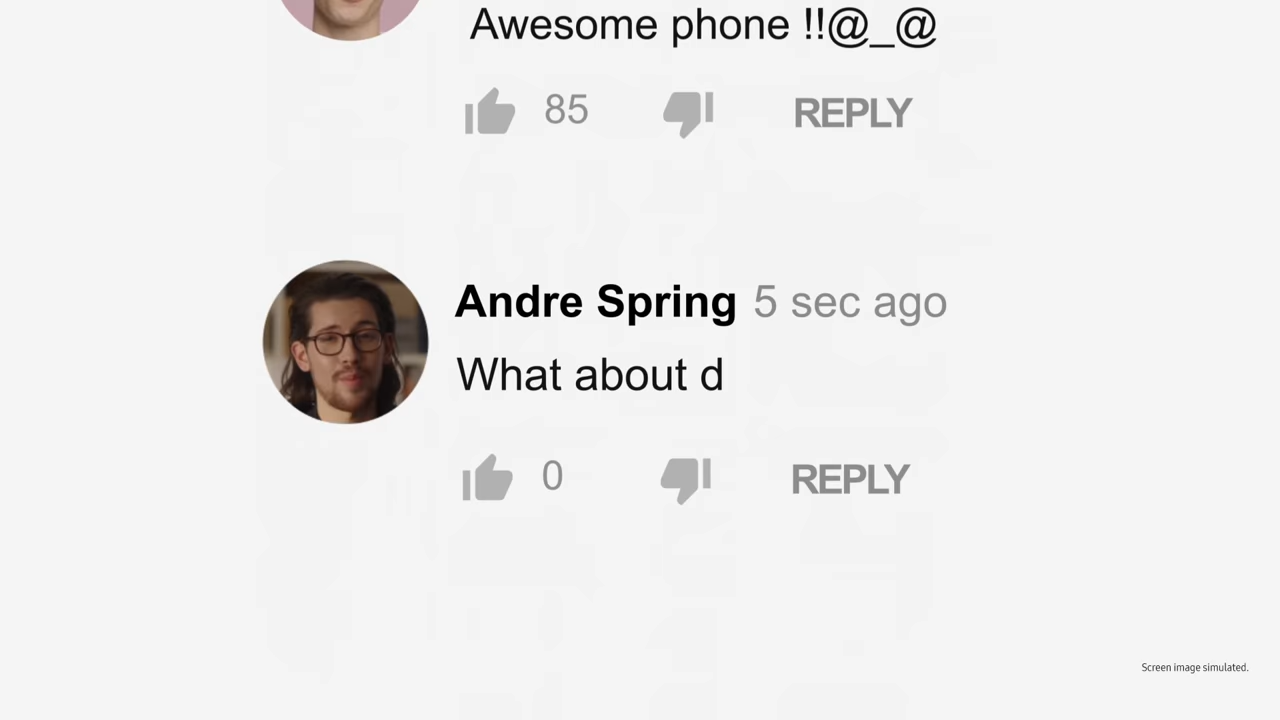 Awesome phone !!@_@
85 REPLY
Andre Spring 5 sec ago
What about d
0 REPLY
Screen image simulated.